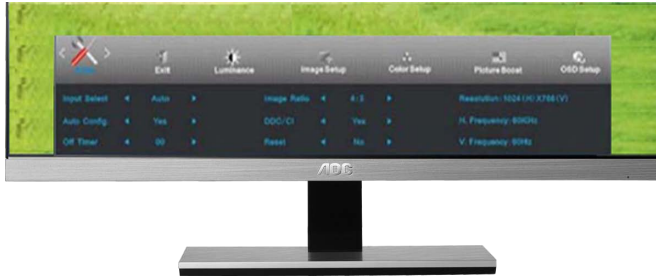 Exit Luminance Image Setup Color Setup Picture Boost OSD Setup
Input Select Auto Image Ratio 4:3 Resolution: 1024 (H) X768 (V)
Auto Config. Yes DDC/CI Yes H. Frequency: 60KHz
Off Timer 00 Reset No V. Frequency: 60Hz
AOC